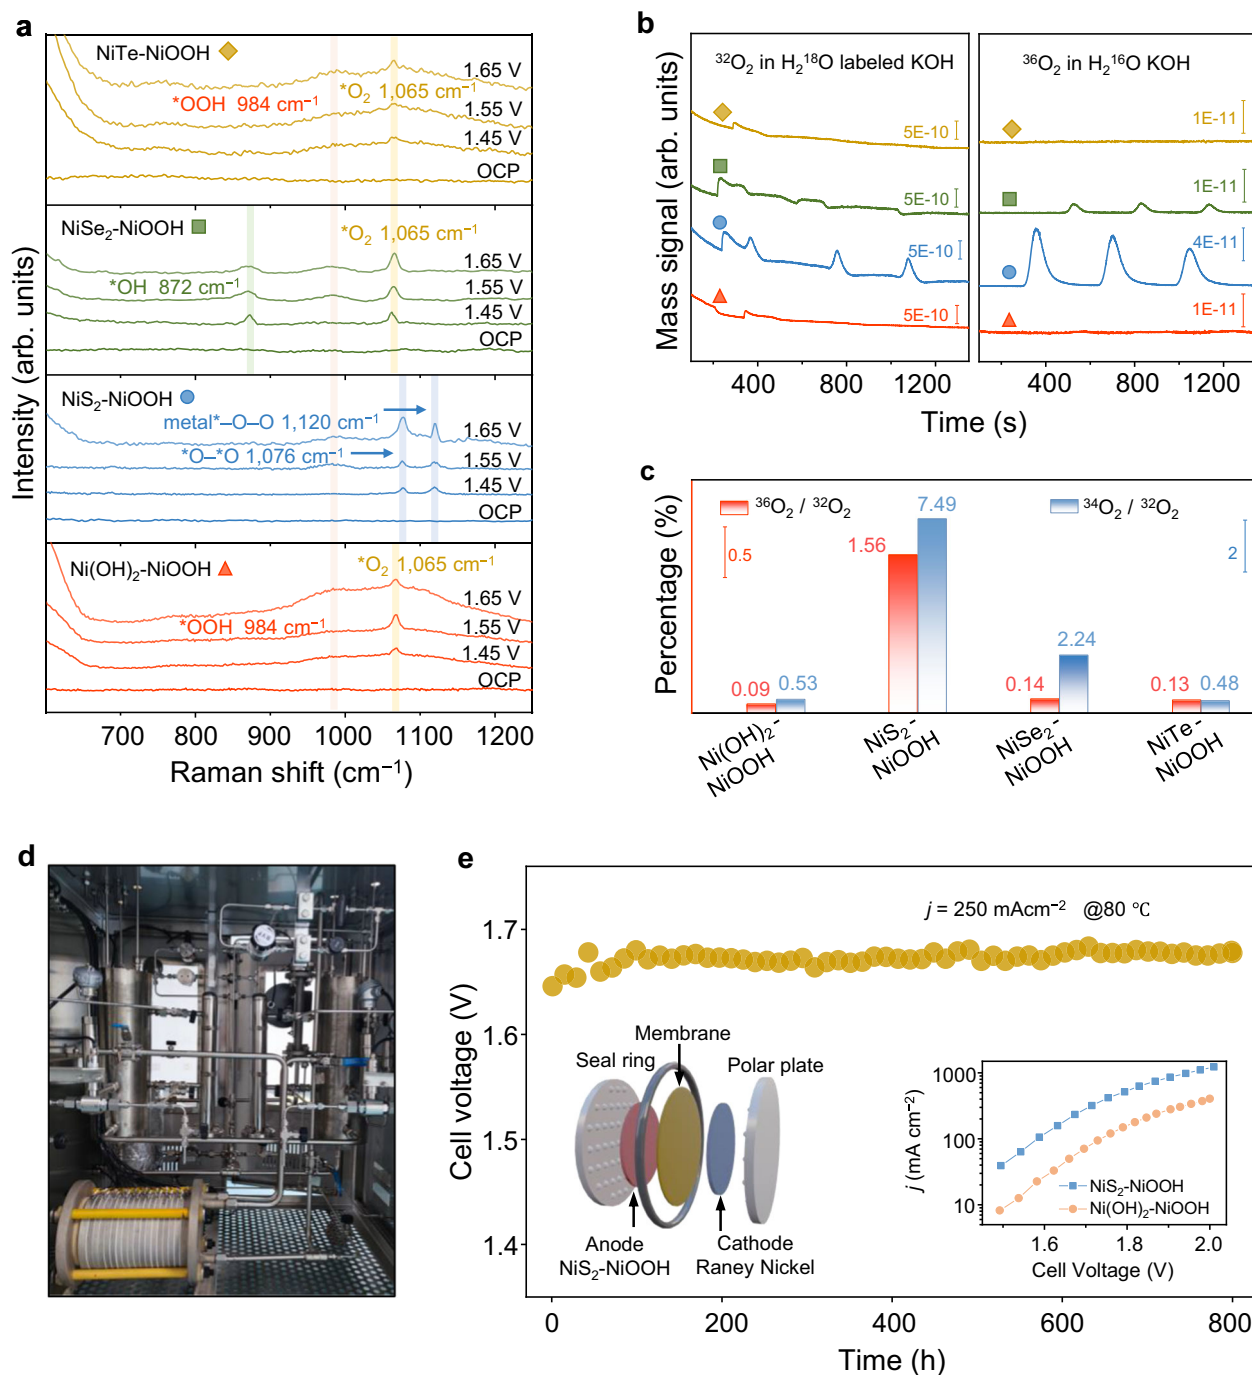 a
NiTe-NiOOH
1.65 V
*OOH 984 cm⁻¹
*O₂ 1,065 cm⁻¹
1.55 V
1.45 V
OCP
NiSe₂-NiOOH
*O₂ 1,065 cm⁻¹
1.65 V
*OH 872 cm⁻¹
1.55 V
1.45 V
OCP
NiS₂-NiOOH
metal*–O–O 1,120 cm⁻¹
1.65 V
*O–*O 1,076 cm⁻¹
1.55 V
1.45 V
OCP
Ni(OH)₂-NiOOH
*O₂ 1,065 cm⁻¹
1.65 V
*OOH 984 cm⁻¹
1.55 V
1.45 V
OCP
Intensity (arb. units)
700 800 900 1000 1100 1200
Raman shift (cm⁻¹)
b
³²O₂ in H₂¹⁸O labeled KOH
³⁶O₂ in H₂¹⁶O KOH
5E-10
5E-10
5E-10
5E-10
1E-11
1E-11
4E-11
1E-11
Mass signal (arb. units)
400 800 1200
400 800 1200
Time (s)
c
³⁶O₂ / ³²O₂
³⁴O₂ / ³²O₂
0.5
2
0.09
0.53
1.56
7.49
0.14
2.24
0.13
0.48
Percentage (%)
Ni(OH)₂-
NiOOH
NiS₂-
NiOOH
NiSe₂-
NiOOH
NiTe-
NiOOH
d
e
j = 250 mAcm⁻² @80 °C
1.7
1.6
1.5
1.4
Cell voltage (V)
Membrane
Seal ring
Polar plate
Anode
NiS₂-NiOOH
Cathode
Raney Nickel
1000
100
10
j (mA cm⁻²)
NiS₂-NiOOH
Ni(OH)₂-NiOOH
1.6 1.8 2.0
Cell Voltage (V)
0 200 400 600 800
Time (h)